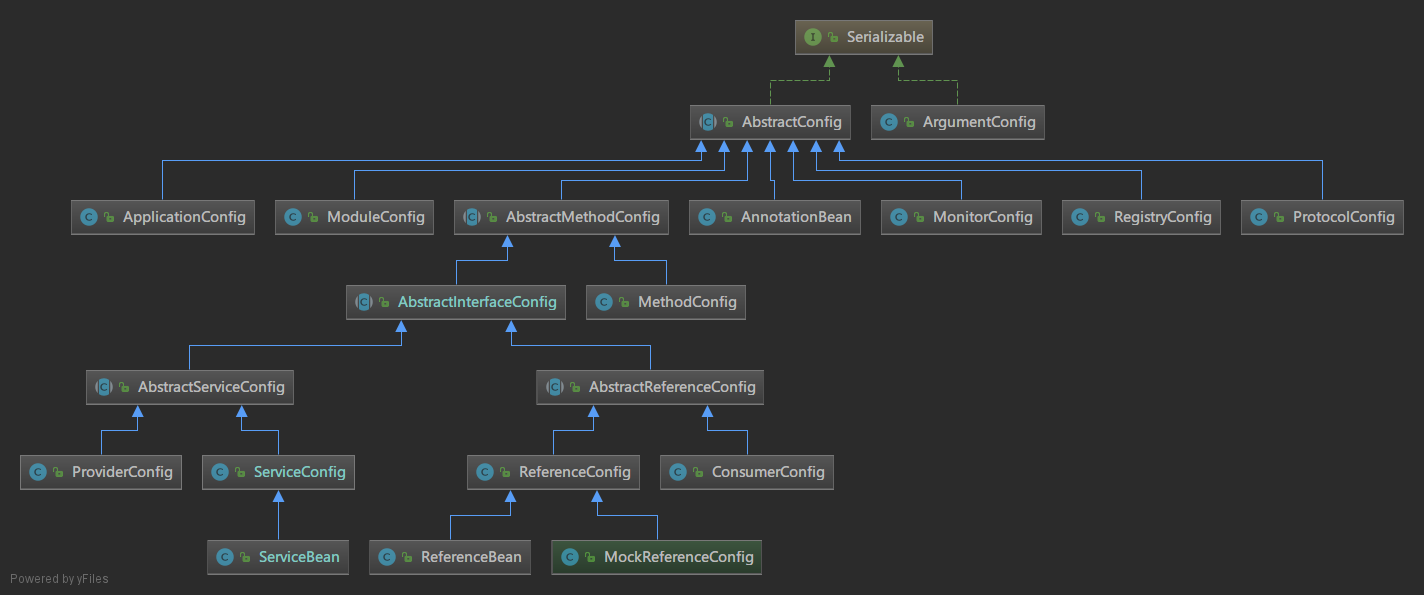 Serializable
AbstractConfig
ArgumentConfig
ApplicationConfig
ModuleConfig
AbstractMethodConfig
AnnotationBean
MonitorConfig
RegistryConfig
ProtocolConfig
AbstractInterfaceConfig
MethodConfig
AbstractServiceConfig
AbstractReferenceConfig
ProviderConfig
ServiceConfig
ReferenceConfig
ConsumerConfig
ServiceBean
ReferenceBean
MockReferenceConfig
Powered by yFiles